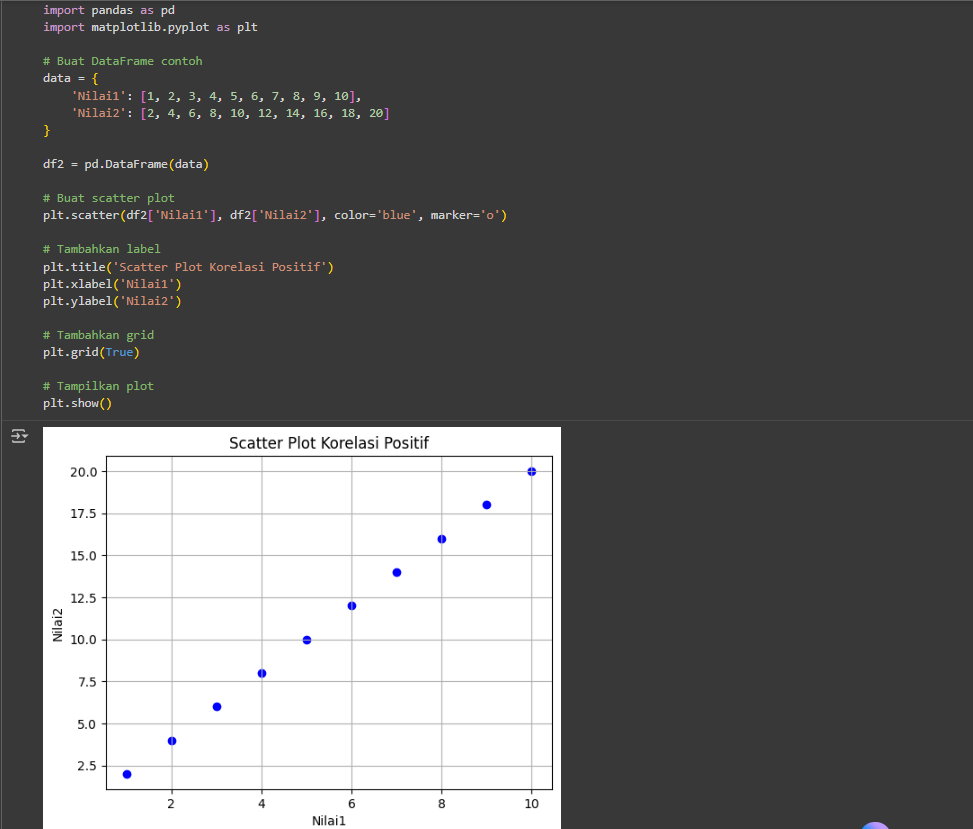 import pandas as pd
import matplotlib.pyplot as plt
# Buat DataFrame contoh
data = {
'Nilai1': [1, 2, 3, 4, 5, 6, 7, 8, 9, 10],
'Nilai2': [2, 4, 6, 8, 10, 12, 14, 16, 18, 20]
}
df2 = pd.DataFrame(data)
# Buat scatter plot
plt.scatter(df2['Nilai1'], df2['Nilai2'], color='blue', marker='o')
# Tambahkan label
plt.title('Scatter Plot Korelasi Positif')
plt.xlabel('Nilai1')
plt.ylabel('Nilai2')
# Tambahkan grid
plt.grid(True)
# Tampilkan plot
plt.show()
Scatter Plot Korelasi Positif
20.0
17.5
15.0
12.5
10.0
7.5
5.0
2.5
Nilai2
2 4 6 8 10
Nilai1